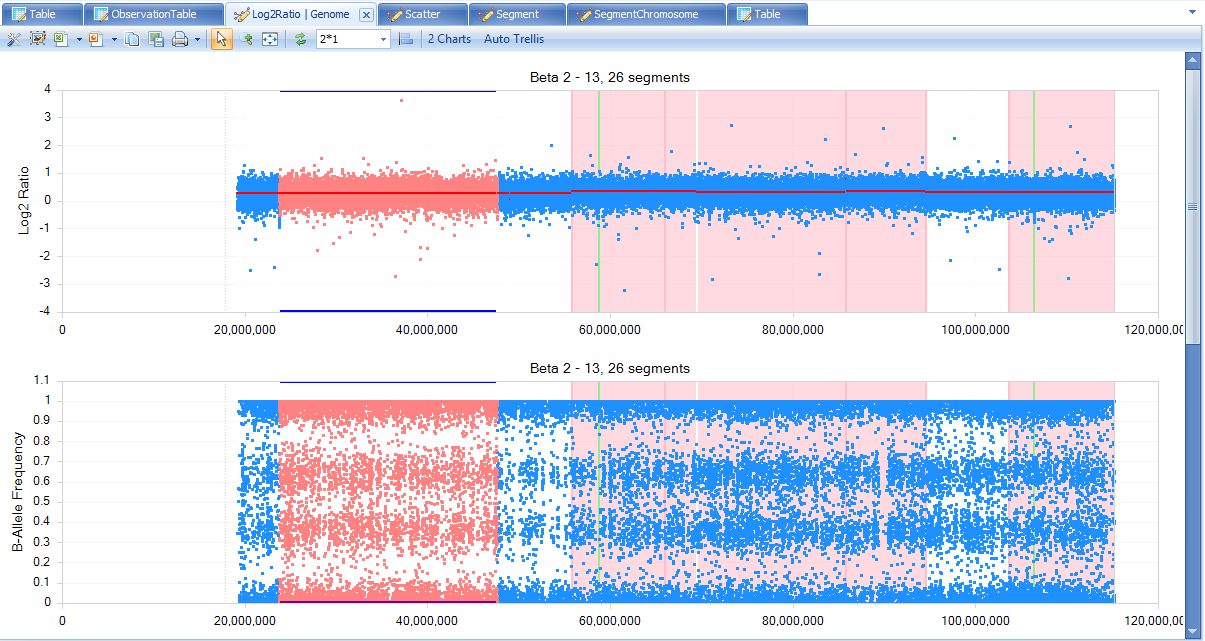 Table ObservationTable Log2Ratio | Genome Scatter Segment SegmentChromosome Table
2*1 2 Charts Auto Trellis
Beta 2 - 13, 26 segments
Log2 Ratio
4
3
2
1
0
-1
-2
-3
-4
0 20,000,000 40,000,000 60,000,000 80,000,000 100,000,000 120,000,0
Beta 2 - 13, 26 segments
B-Allele Frequency
1.1
1
0.9
0.8
0.7
0.6
0.5
0.4
0.3
0.2
0.1
0
0 20,000,000 40,000,000 60,000,000 80,000,000 100,000,000 120,000,0